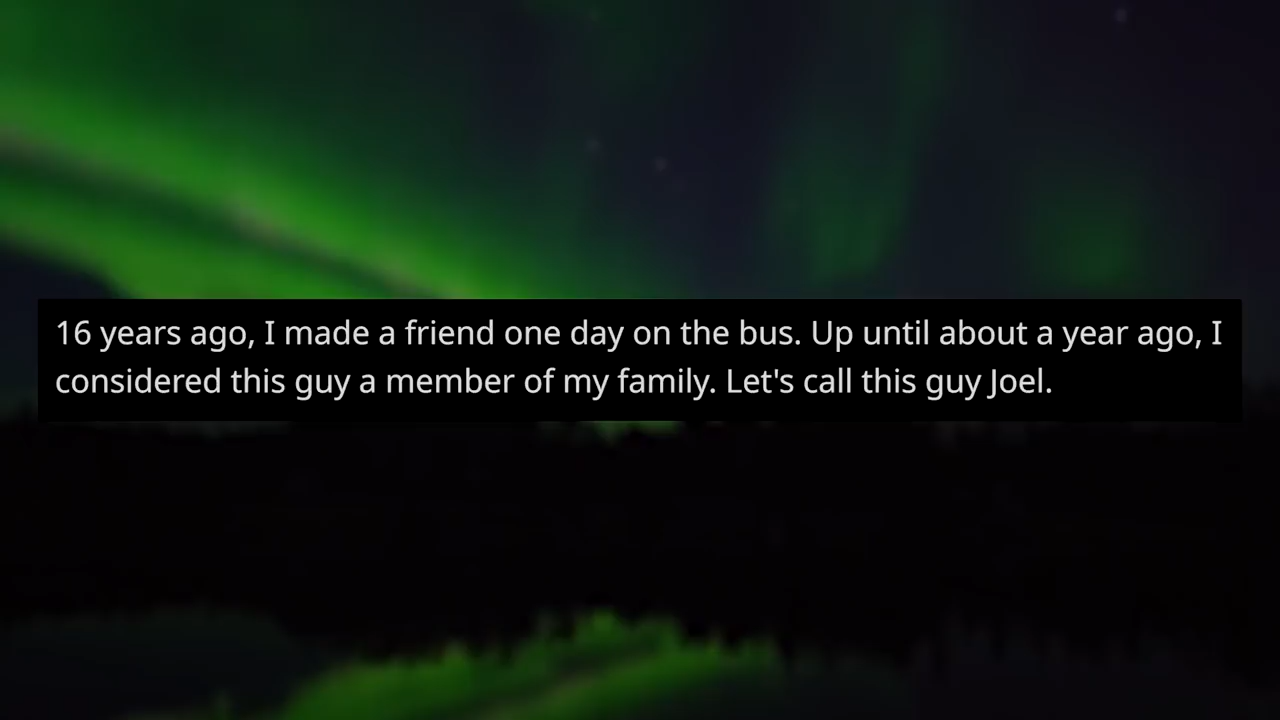 16 years ago, I made a friend one day on the bus. Up until about a year ago, I
considered this guy a member of my family. Let's call this guy Joel.